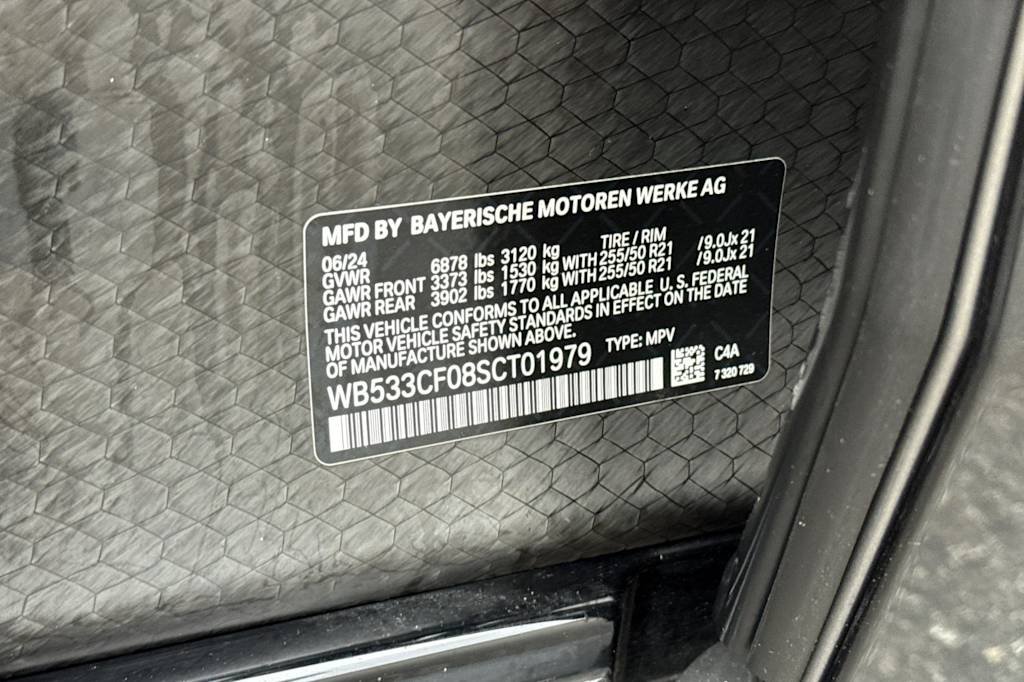 MFD BY BAYERISCHE MOTOREN WERKE AG
06/24 TIRE / RIM
GVWR 6878 lbs 3120 kg
GAWR FRONT 3373 lbs 1530 kg WITH 255/50 R21 /9.0Jx 21
GAWR REAR 3902 lbs 1770 kg WITH 255/50 R21 /9.0Jx 21
THIS VEHICLE CONFORMS TO ALL APPLICABLE U. S. FEDERAL
MOTOR VEHICLE SAFETY STANDARDS IN EFFECT ON THE DATE
OF MANUFACTURE SHOWN ABOVE.
TYPE: MPV
WB533CF08SCT01979
C4A
7 320 729